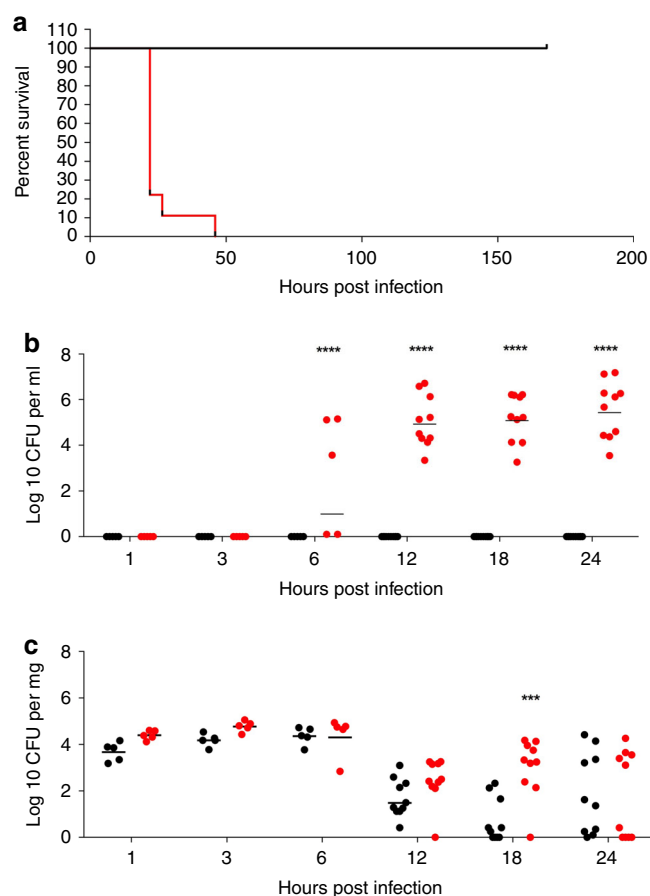 a
110
100
90
80
70
60
50
40
30
20
10
0
Percent survival
0 50 100 150 200
Hours post infection
b
8
6
4
2
0
Log 10 CFU per ml
**** **** **** ****
1 3 6 12 18 24
Hours post infection
c
8
6
4
2
0
Log 10 CFU per mg
***
1 3 6 12 18 24
Hours post infection